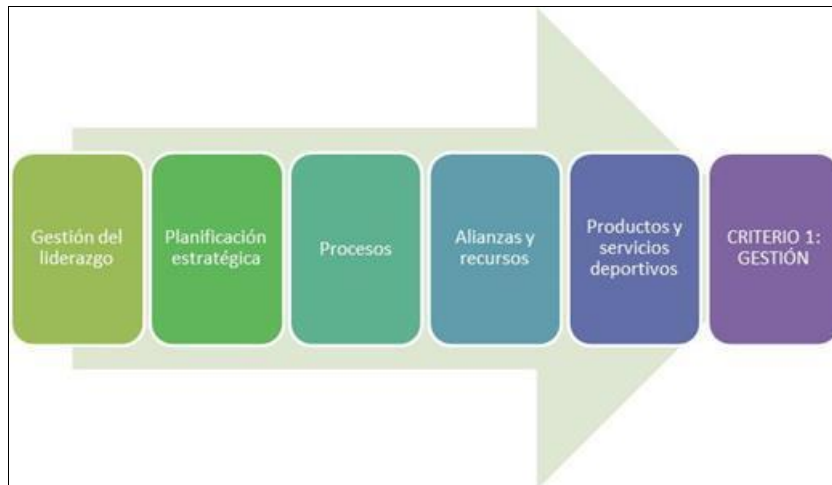 Gestión del
liderazgo
Planificación
estratégica
Procesos
Alianzas y
recursos
Productos y
servicios
deportivos
CRITERIO 1:
GESTIÓN